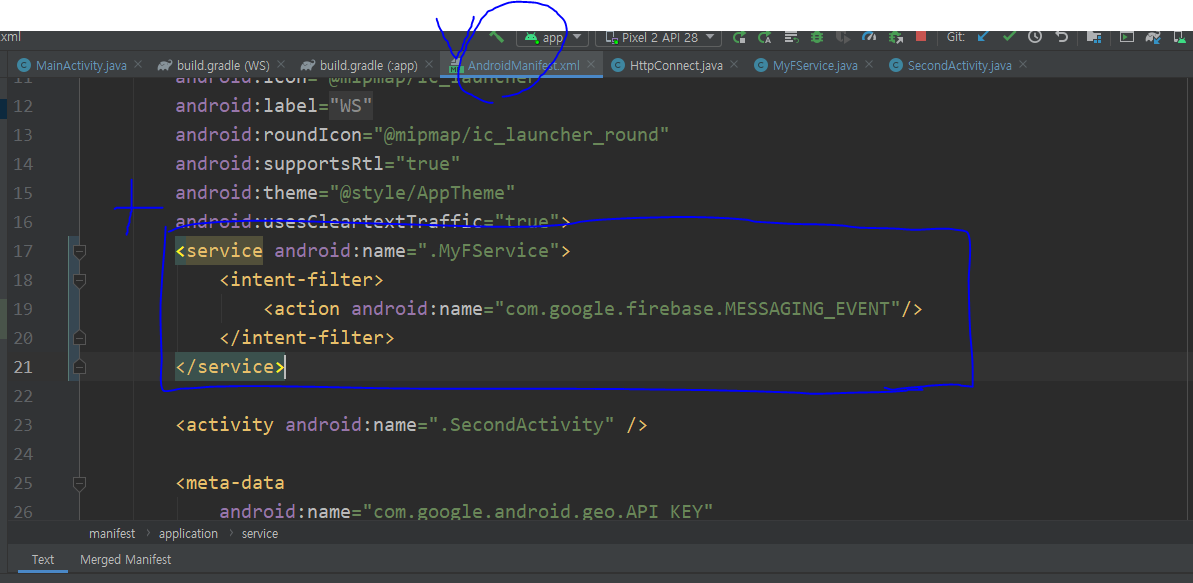 xml
app
Pixel 2 API 28
Git:
MainActivity.java
build.gradle (WS)
build.gradle (:app)
AndroidManifest.xml
HttpConnect.java
MyFService.java
SecondActivity.java
11 android:icon="@mipmap/ic_launcher"
12 android:label="WS"
13 android:roundIcon="@mipmap/ic_launcher_round"
14 android:supportsRtl="true"
15 android:theme="@style/AppTheme"
16 android:usesCleartextTraffic="true">
17 <service android:name=".MyFService">
18 <intent-filter>
19 <action android:name="com.google.firebase.MESSAGING_EVENT"/>
20 </intent-filter>
21 </service>
22
23 <activity android:name=".SecondActivity" />
24
25 <meta-data
26 android:name="com.google.android.geo.API_KEY"
manifest
application
service
Text
Merged Manifest